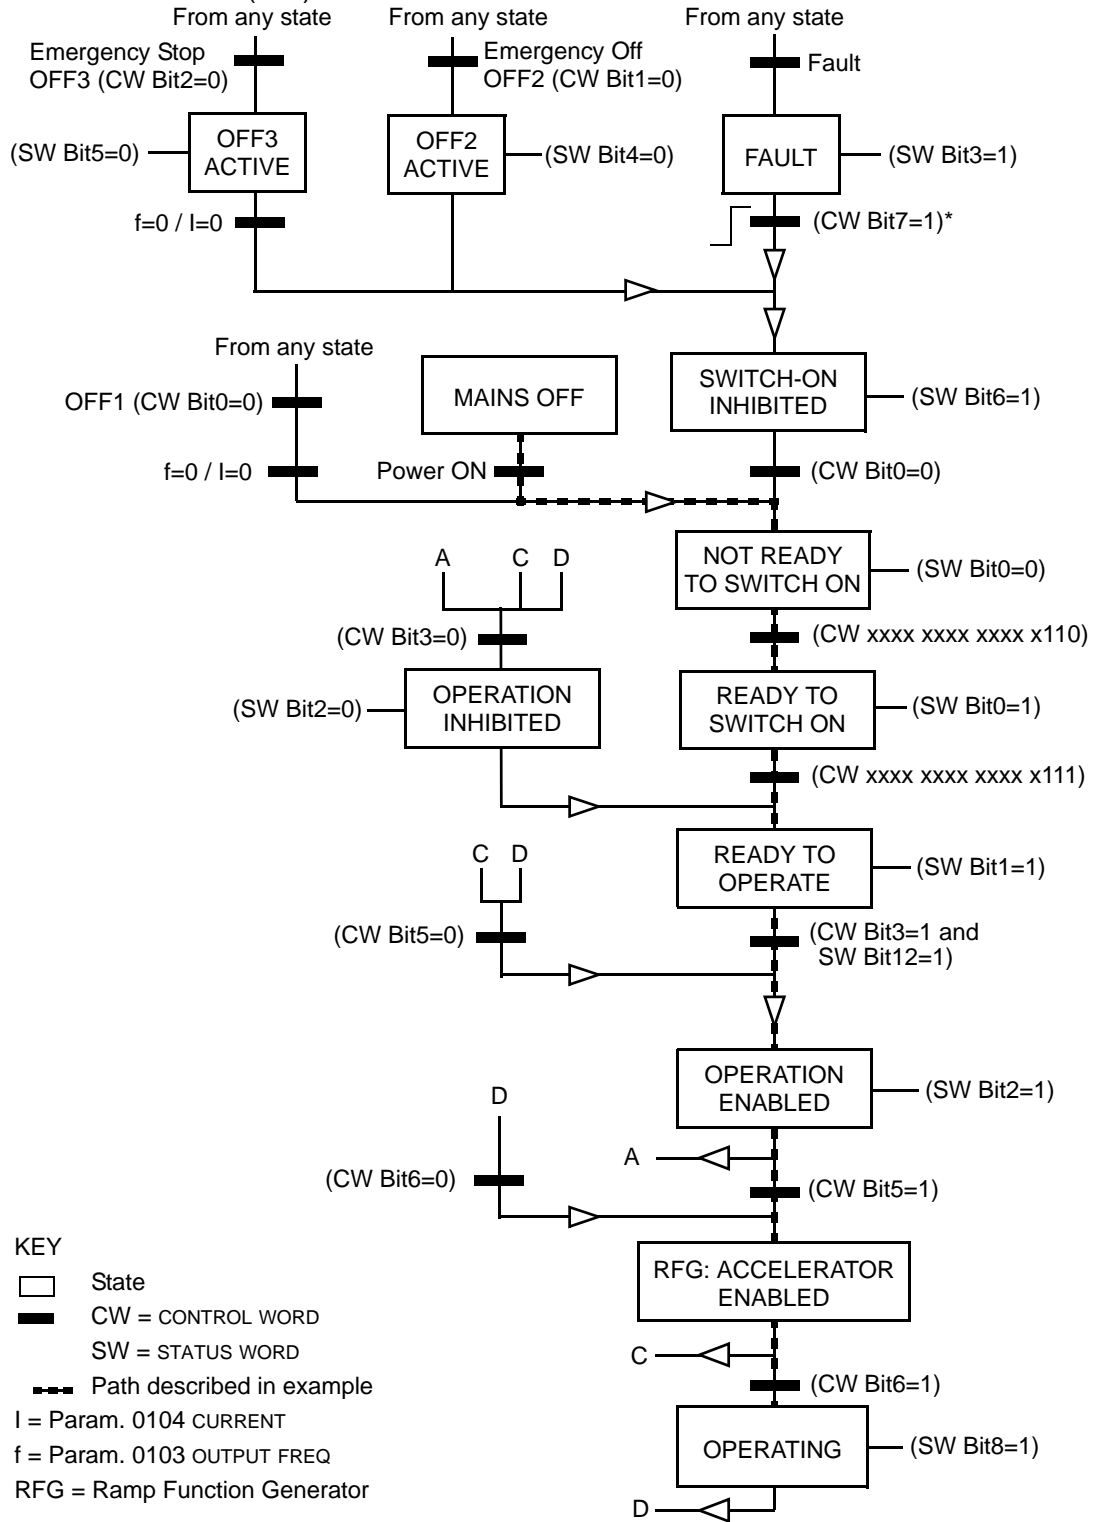 From any state
From any state
From any state
Emergency Stop
OFF3 (CW Bit2=0)
Emergency Off
OFF2 (CW Bit1=0)
Fault
(SW Bit5=0)
OFF3
ACTIVE
OFF2
ACTIVE
(SW Bit4=0)
FAULT
(SW Bit3=1)
f=0 / I=0
(CW Bit7=1)*
From any state
OFF1 (CW Bit0=0)
MAINS OFF
SWITCH-ON
INHIBITED
(SW Bit6=1)
f=0 / I=0
Power ON
(CW Bit0=0)
A
C
D
NOT READY
TO SWITCH ON
(SW Bit0=0)
(CW Bit3=0)
(CW xxxx xxxx xxxx x110)
(SW Bit2=0)
OPERATION
INHIBITED
READY TO
SWITCH ON
(SW Bit0=1)
(CW xxxx xxxx xxxx x111)
C
D
READY TO
OPERATE
(SW Bit1=1)
(CW Bit5=0)
(CW Bit3=1 and
SW Bit12=1)
OPERATION
ENABLED
(SW Bit2=1)
D
A
(CW Bit6=0)
(CW Bit5=1)
RFG: ACCELERATOR
ENABLED
C
(CW Bit6=1)
OPERATING
(SW Bit8=1)
D
KEY
State
CW = CONTROL WORD
SW = STATUS WORD
Path described in example
I = Param. 0104 CURRENT
f = Param. 0103 OUTPUT FREQ
RFG = Ramp Function Generator